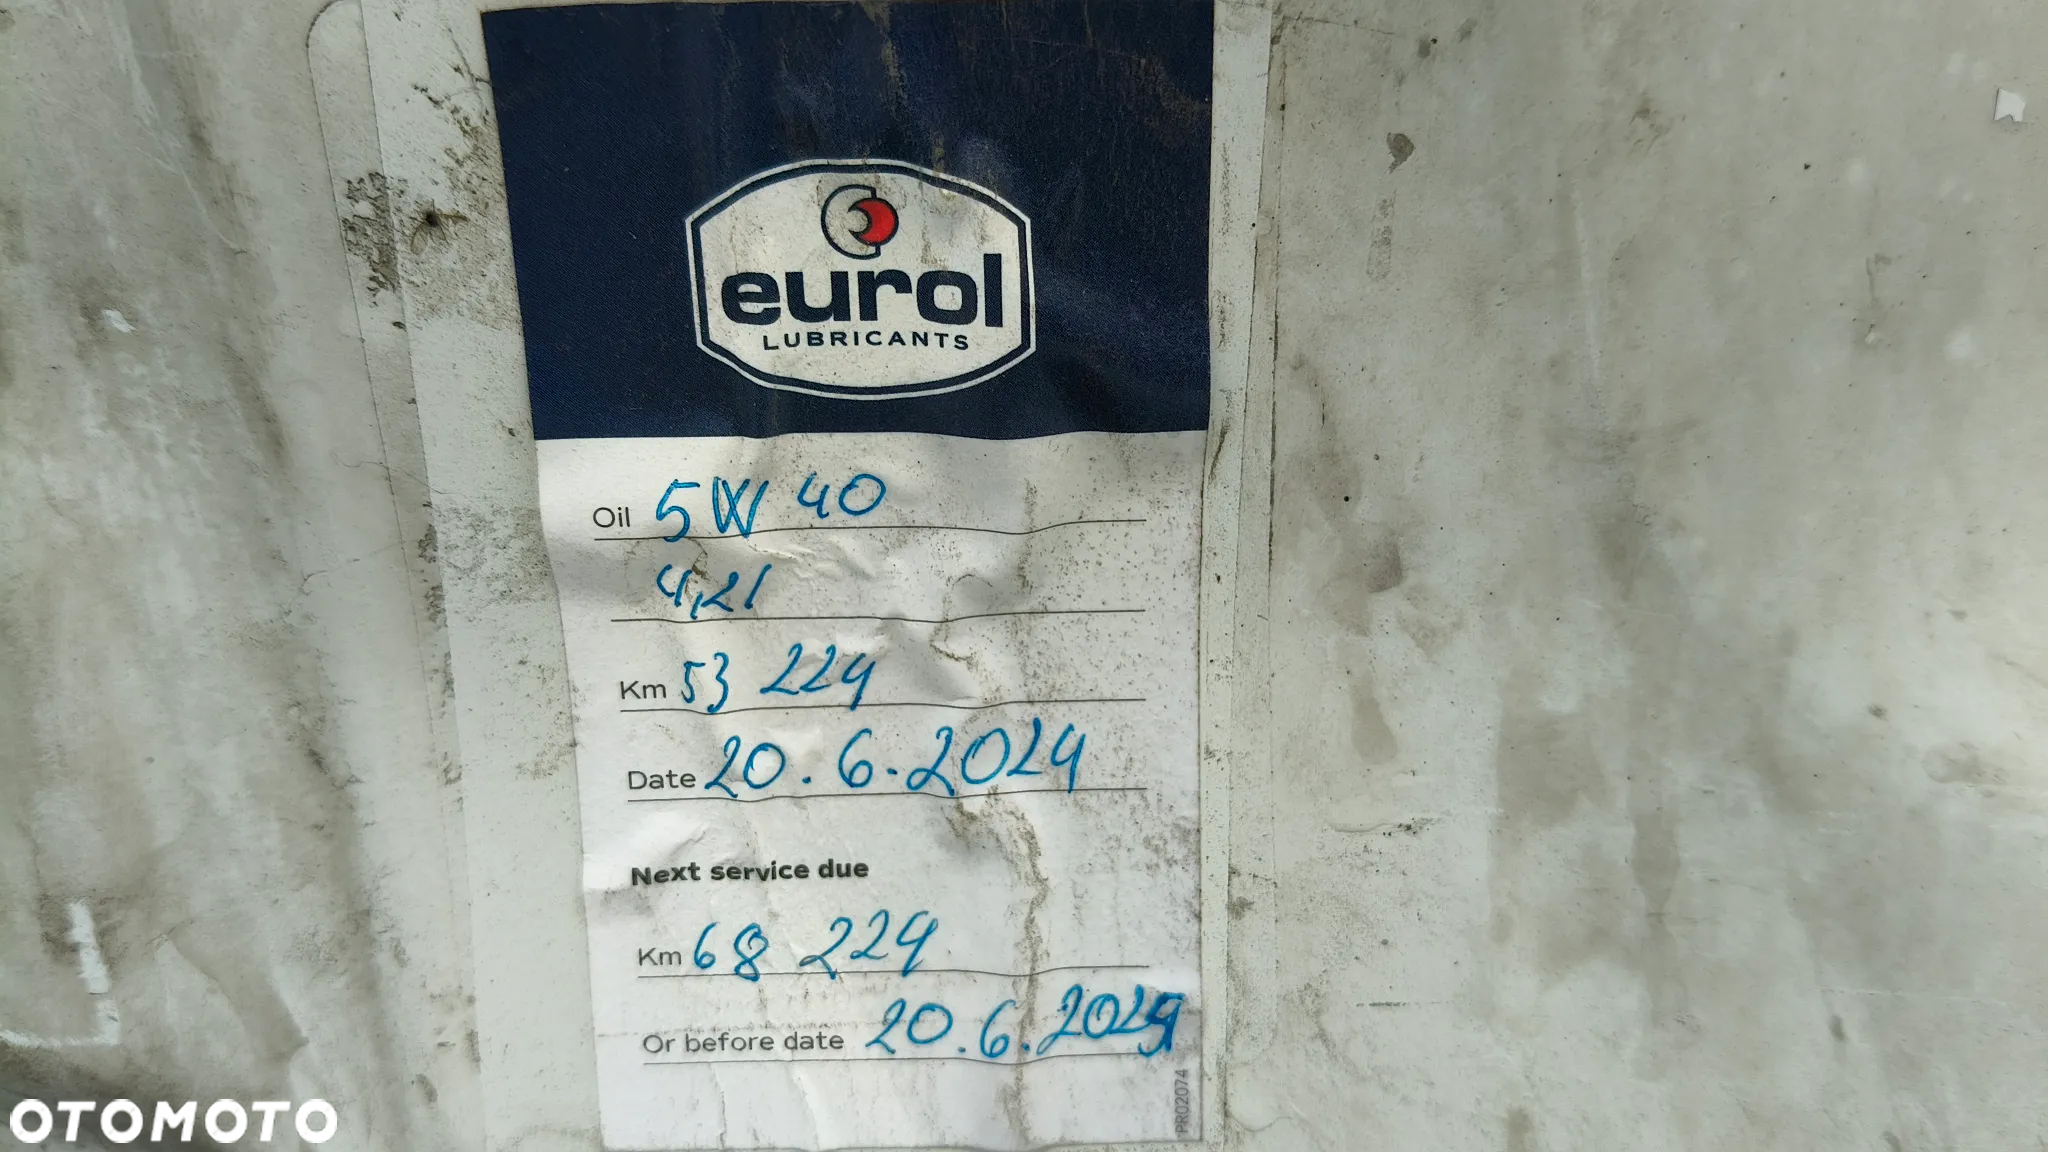 eurol
LUBRICANTS
Oil 5W 40
4,2l
Km 53 224
Date 20.6.2024
Next service due
Km 68 224
Or before date 20.6.2025
PR02074
OTOMOTO